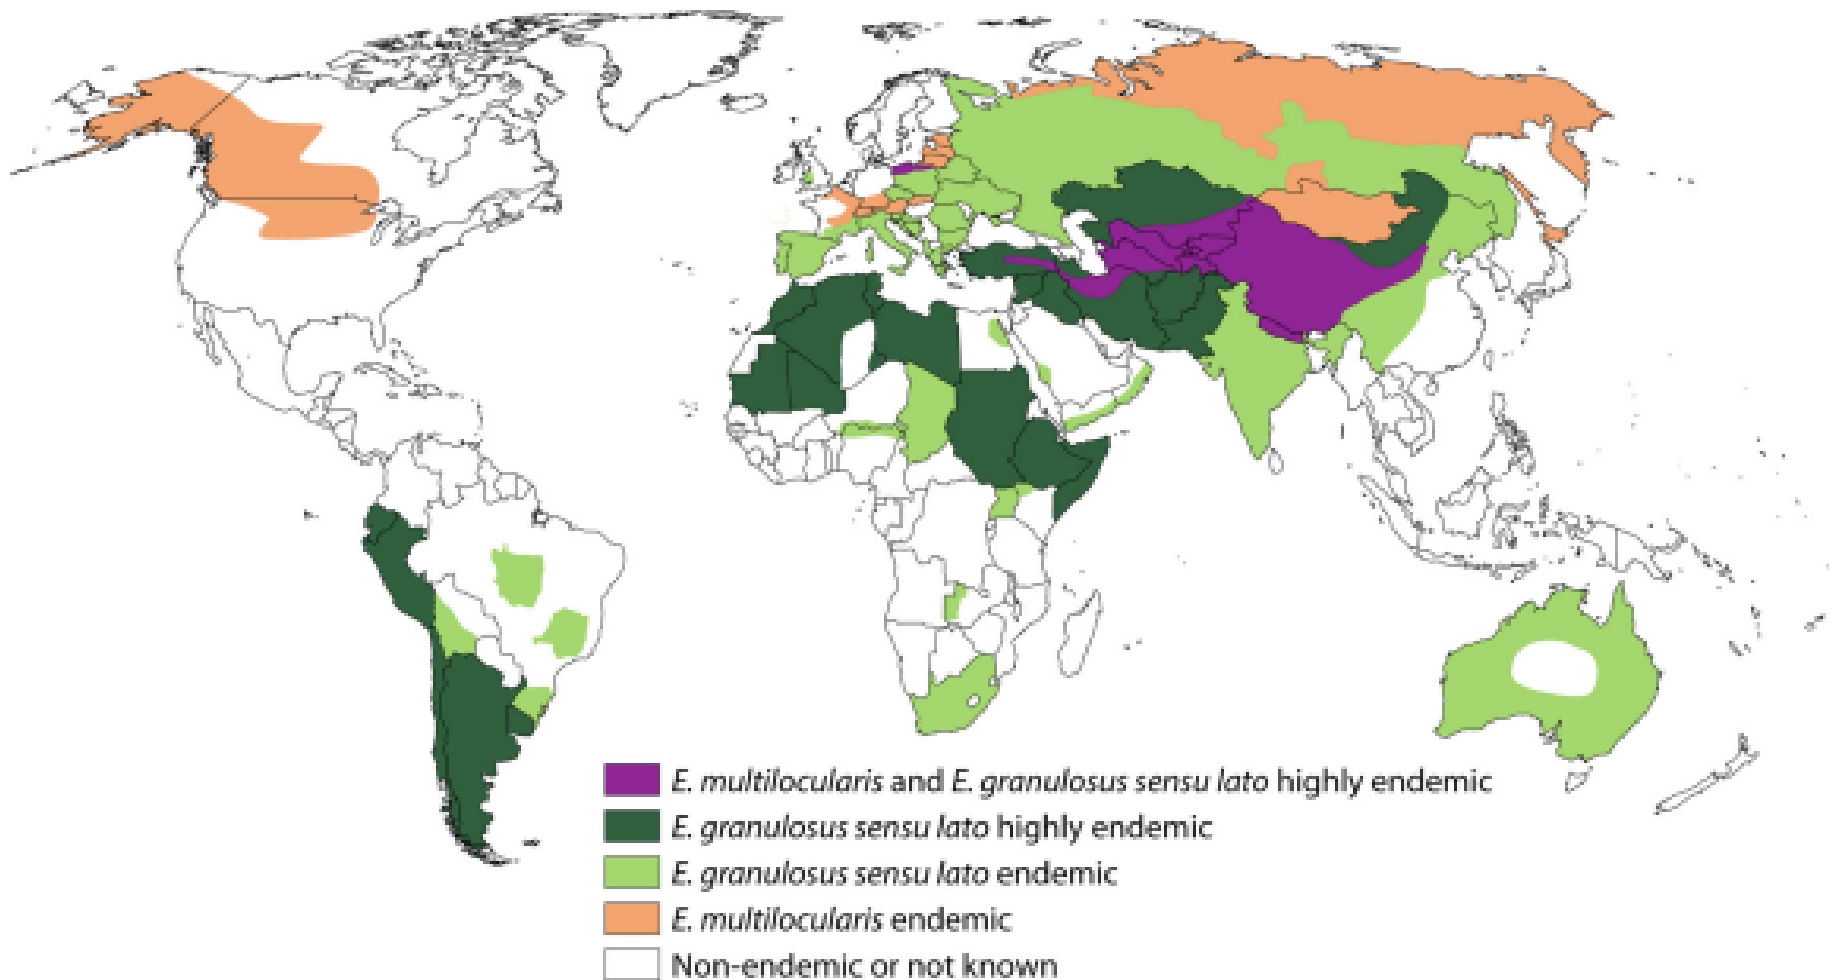 E. multilocularis and E. granulosus sensu lato highly endemic
E. granulosus sensu lato highly endemic
E. granulosus sensu lato endemic
E. multilocularis endemic
Non-endemic or not known